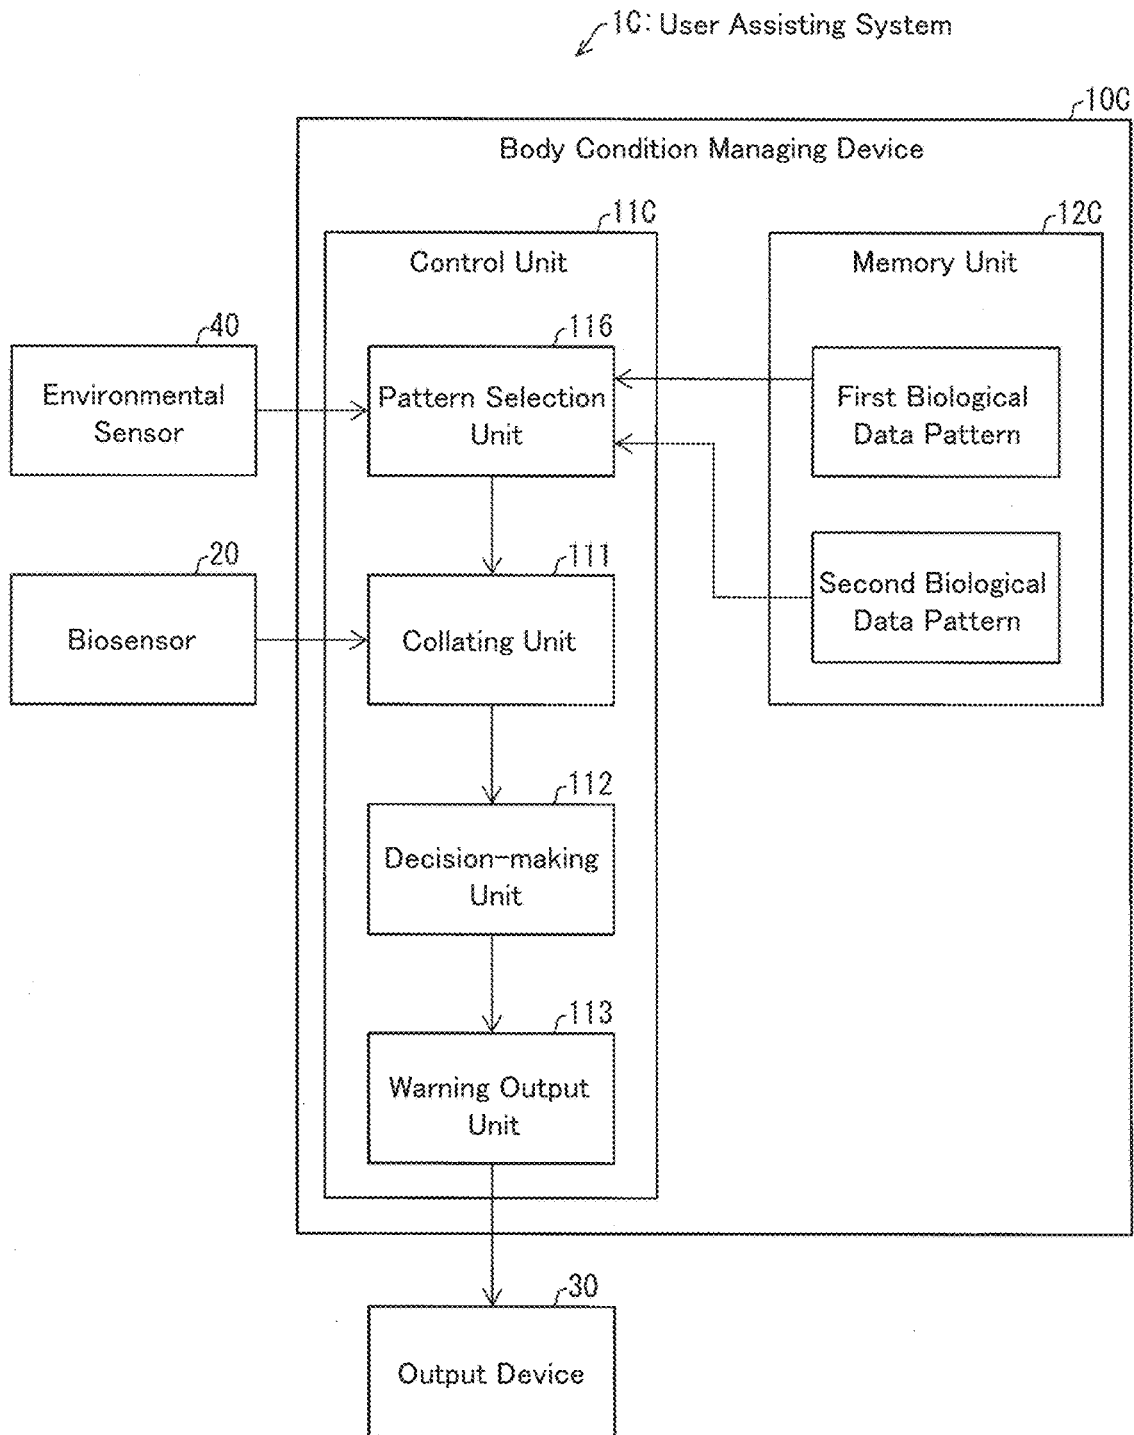 1C: User Assisting System
10C
Body Condition Managing Device
11C
Control Unit
12C
Memory Unit
40
Environmental
Sensor
116
Pattern Selection
Unit
First Biological
Data Pattern
20
Biosensor
111
Collating Unit
Second Biological
Data Pattern
112
Decision-making
Unit
113
Warning Output
Unit
30
Output Device